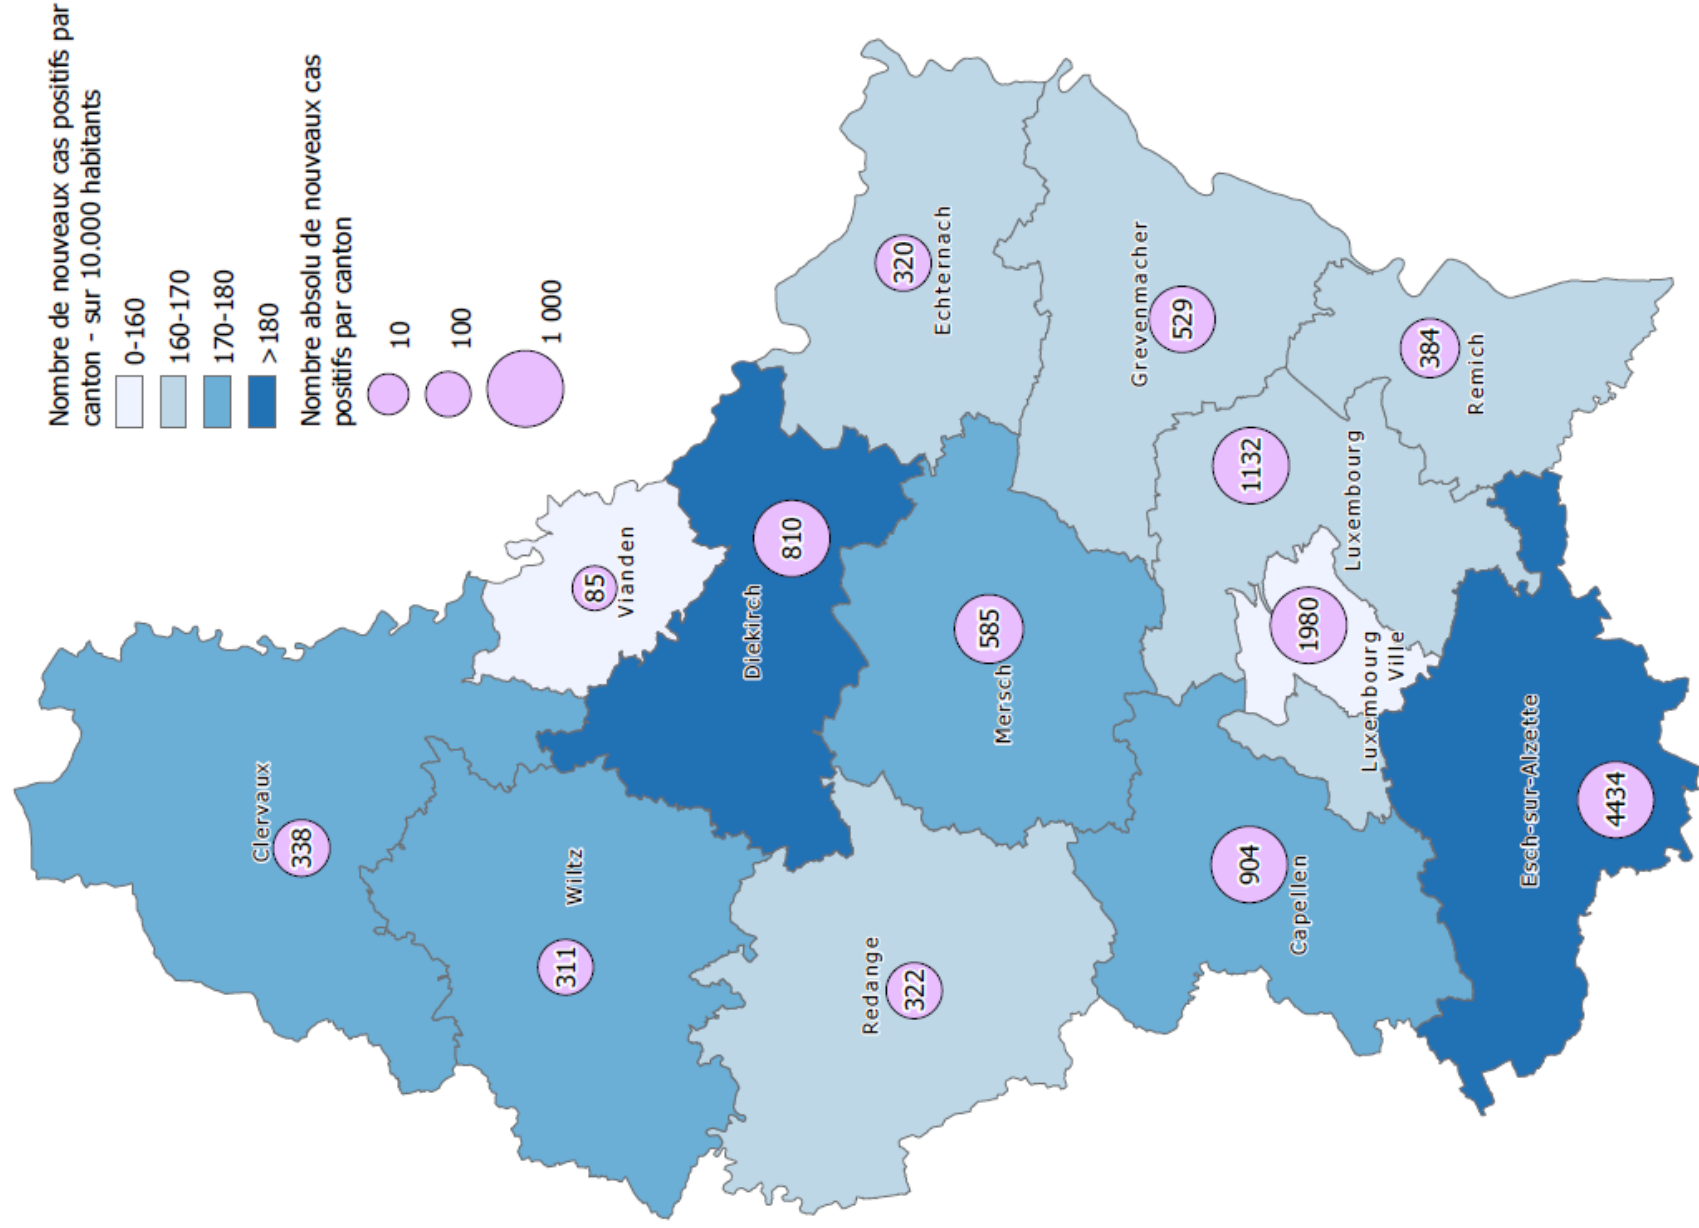 Nombre de nouveaux cas positifs par
canton - sur 10.000 habitants
0-160
160-170
170-180
>180
Nombre absolu de nouveaux cas
positifs par canton
10
100
1 000
Clervaux
338
Wiltz
311
Vianden
85
Diekirch
810
Redange
322
Mersch
585
Echternach
320
Grevenmacher
529
Capellen
904
Luxembourg
1132
Luxembourg
Ville
1980
Remich
384
Esch-sur-Alzette
4434